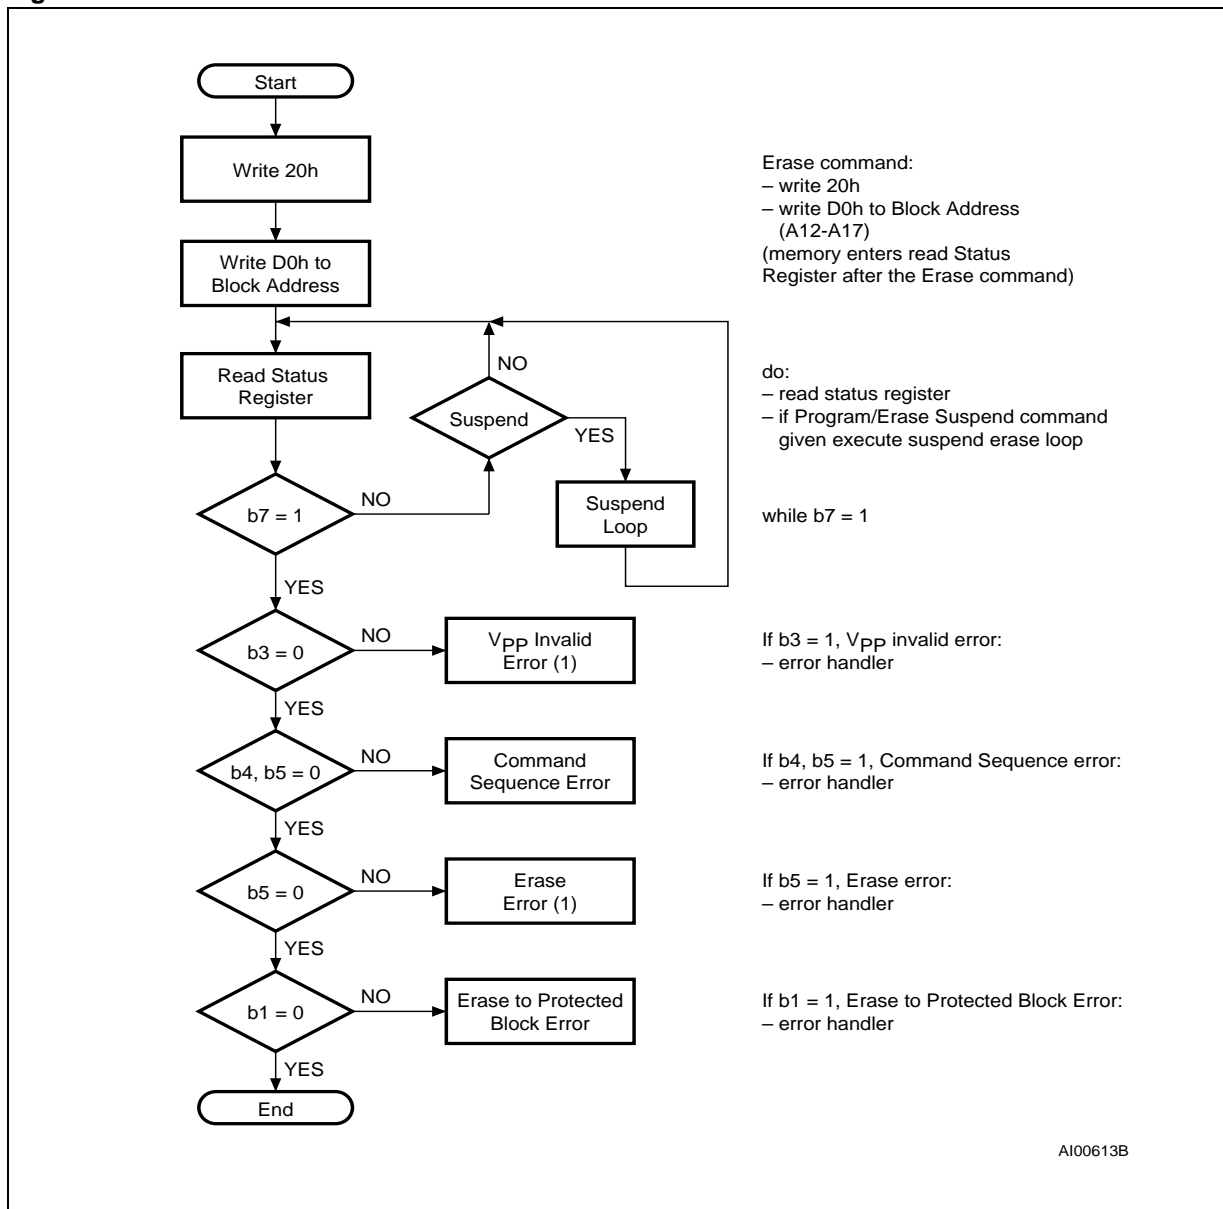 Start
Write 20h
Erase command:
– write 20h
– write D0h to Block Address
(A12-A17)
(memory enters read Status
Register after the Erase command)
Write D0h to
Block Address
Read Status
Register
NO
Suspend
YES
do:
– read status register
– if Program/Erase Suspend command
given execute suspend erase loop
b7 = 1
NO
Suspend
Loop
while b7 = 1
YES
b3 = 0
NO
VPP Invalid
Error (1)
If b3 = 1, VPP invalid error:
– error handler
YES
b4, b5 = 0
NO
Command
Sequence Error
If b4, b5 = 1, Command Sequence error:
– error handler
YES
b5 = 0
NO
Erase
Error (1)
If b5 = 1, Erase error:
– error handler
YES
b1 = 0
NO
Erase to Protected
Block Error
If b1 = 1, Erase to Protected Block Error:
– error handler
YES
End
AI00613B